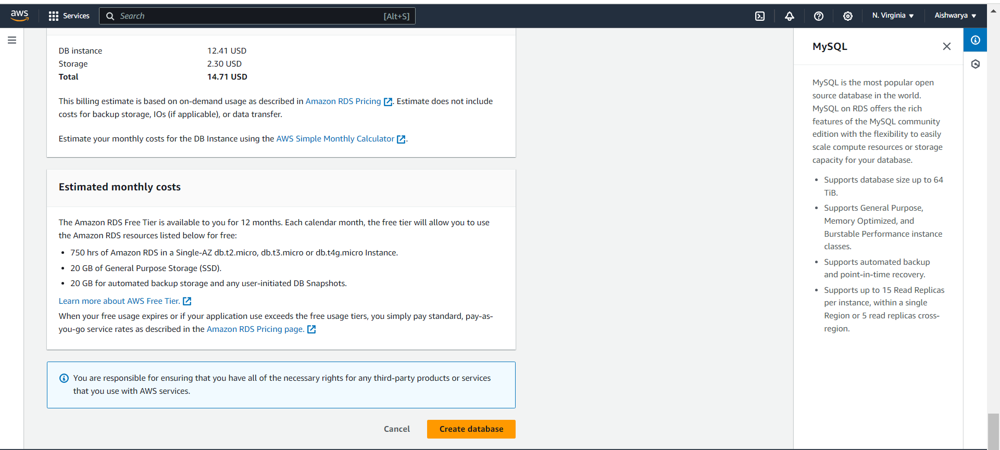 aws
Services
Search
[Alt+S]
N. Virginia
Aishwarya
DB instance 12.41 USD
Storage 2.30 USD
Total 14.71 USD
This billing estimate is based on on-demand usage as described in Amazon RDS Pricing. Estimate does not include
costs for backup storage, IOs (if applicable), or data transfer.
Estimate your monthly costs for the DB Instance using the AWS Simple Monthly Calculator.
Estimated monthly costs
The Amazon RDS Free Tier is available to you for 12 months. Each calendar month, the free tier will allow you to use
the Amazon RDS resources listed below for free:
• 750 hrs of Amazon RDS in a Single-AZ db.t2.micro, db.t3.micro or db.t4g.micro Instance.
• 20 GB of General Purpose Storage (SSD).
• 20 GB for automated backup storage and any user-initiated DB Snapshots.
Learn more about AWS Free Tier.
When your free usage expires or if your application use exceeds the free usage tiers, you simply pay standard, pay-as-
you-go service rates as described in the Amazon RDS Pricing page.
You are responsible for ensuring that you have all of the necessary rights for any third-party products or services
that you use with AWS services.
Cancel
Create database
MySQL
MySQL is the most popular open
source database in the world.
MySQL on RDS offers the rich
features of the MySQL community
edition with the flexibility to easily
scale compute resources or storage
capacity for your database.
• Supports database size up to 64
TiB.
• Supports General Purpose,
Memory Optimized, and
Burstable Performance instance
classes.
• Supports automated backup
and point-in-time recovery.
• Supports up to 15 Read Replicas
per instance, within a single
Region or 5 read replicas cross-
region.